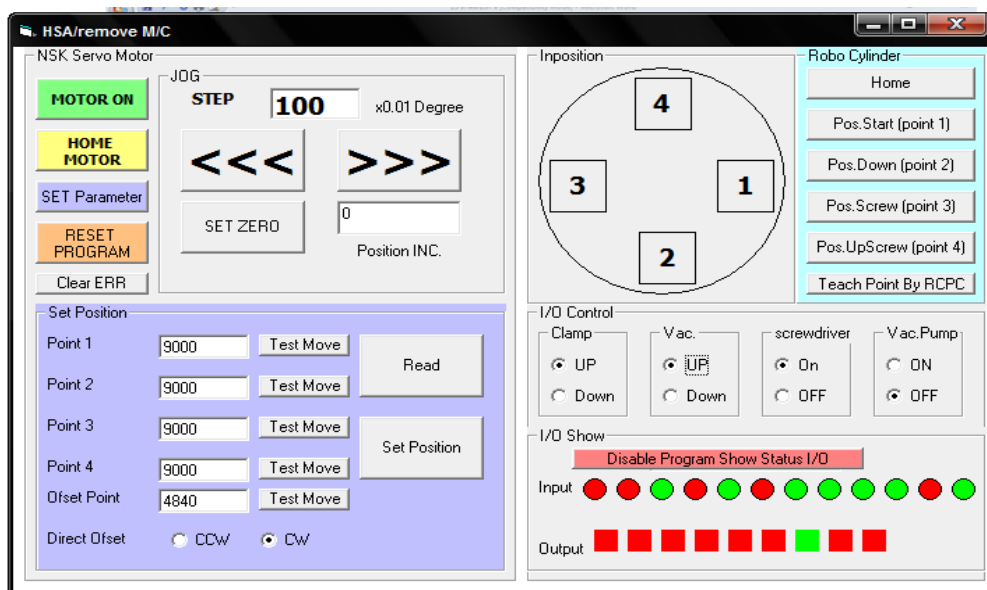 HSA/remove M/C
NSK Servo Motor
MOTOR ON
HOME
MOTOR
SET Parameter
RESET
PROGRAM
Clear ERR
JOG
STEP 100 x0.01 Degree
<<< >>>
SET ZERO 0
Position INC.
Inposition
4
3 1
2
Robo Cylinder
Home
Pos.Start (point 1)
Pos.Down (point 2)
Pos.Screw (point 3)
Pos.UpScrew (point 4)
Teach Point By RCPC
Set Position
Point 1 9000 Test Move
Point 2 9000 Test Move
Point 3 9000 Test Move
Point 4 9000 Test Move
Ofset Point 4840 Test Move
Direct Ofset CCW CW
Read
Set Position
I/O Control
Clamp Vac. screwdriver Vac.Pump
UP UP On ON
Down Down OFF OFF
I/O Show
Disable Program Show Status I/O
Input
Output